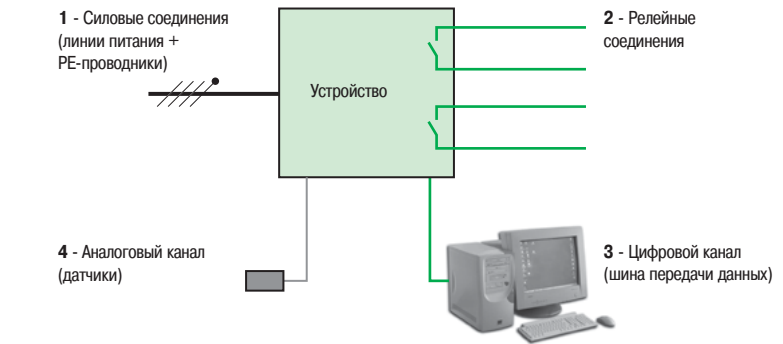 1 - Силовые соединения
(линии питания +
РЕ-проводники)
2 - Релейные
соединения
Устройство
4 - Аналоговый канал
(датчики)
3 - Цифровой канал
(шина передачи данных)